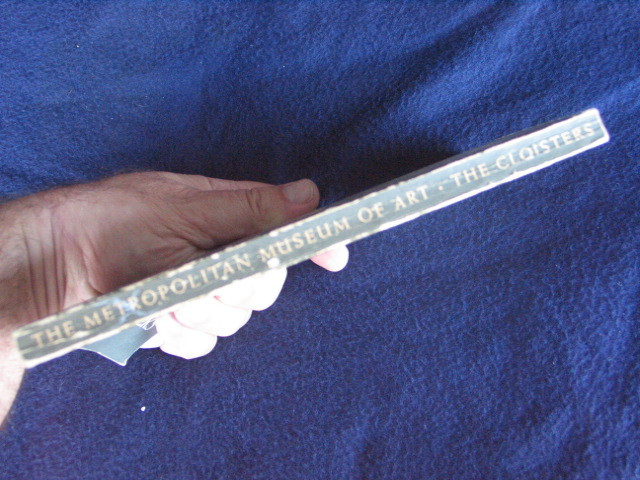 THE METROPOLITAN MUSEUM OF ART · THE CLOISTERS